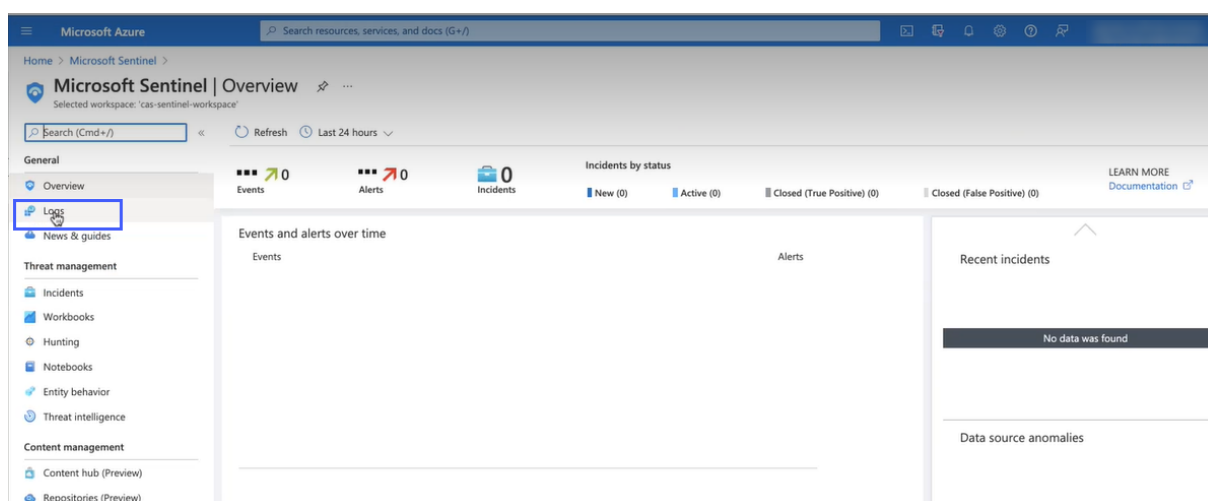 Microsoft Azure
Search resources, services, and docs (G+/)
Home > Microsoft Sentinel >
Microsoft Sentinel | Overview ...
Selected workspace: 'cas-sentinel-workspace'
Search (Cmd+/) «
Refresh Last 24 hours
General
Overview
Logs
News & guides
Threat management
Incidents
Workbooks
Hunting
Notebooks
Entity behavior
Threat intelligence
Content management
Content hub (Preview)
Repositories (Preview)
0
Events
0
Alerts
0
Incidents
Incidents by status
New (0) Active (0) Closed (True Positive) (0) Closed (False Positive) (0)
LEARN MORE
Documentation
Events and alerts over time
Events Alerts
Recent incidents
No data was found
Data source anomalies